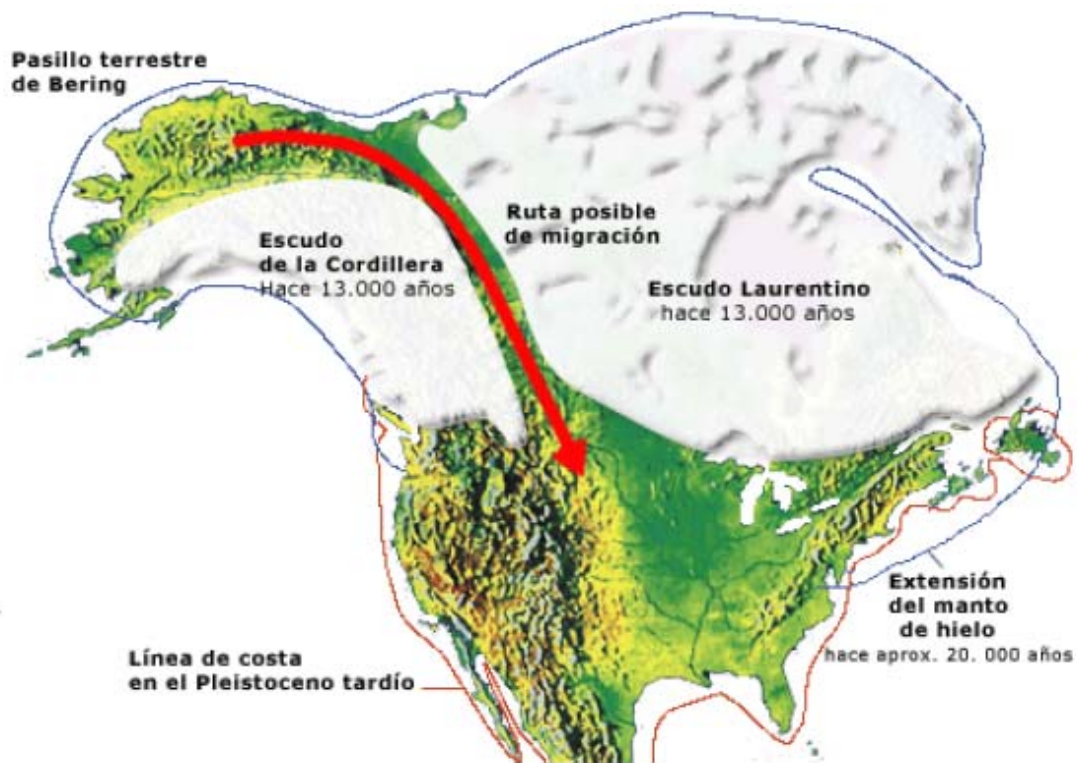 Pasillo terrestre
de Bering
Ruta posible
de migración
Escudo
de la Cordillera
Hace 13.000 años
Escudo Laurentino
hace 13.000 años
Extensión
del manto
de hielo
hace aprox. 20. 000 años
Línea de costa
en el Pleistoceno tardío